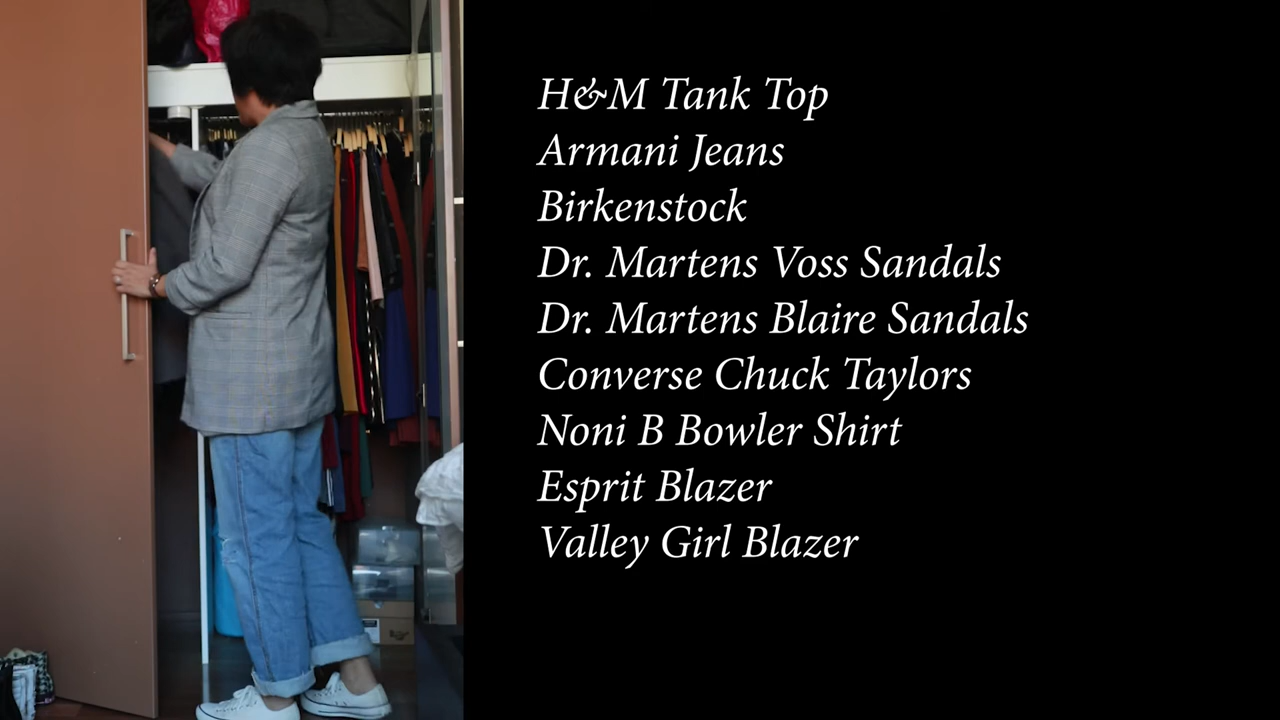 H&M Tank Top
Armani Jeans
Birkenstock
Dr. Martens Voss Sandals
Dr. Martens Blaire Sandals
Converse Chuck Taylors
Noni B Bowler Shirt
Esprit Blazer
Valley Girl Blazer